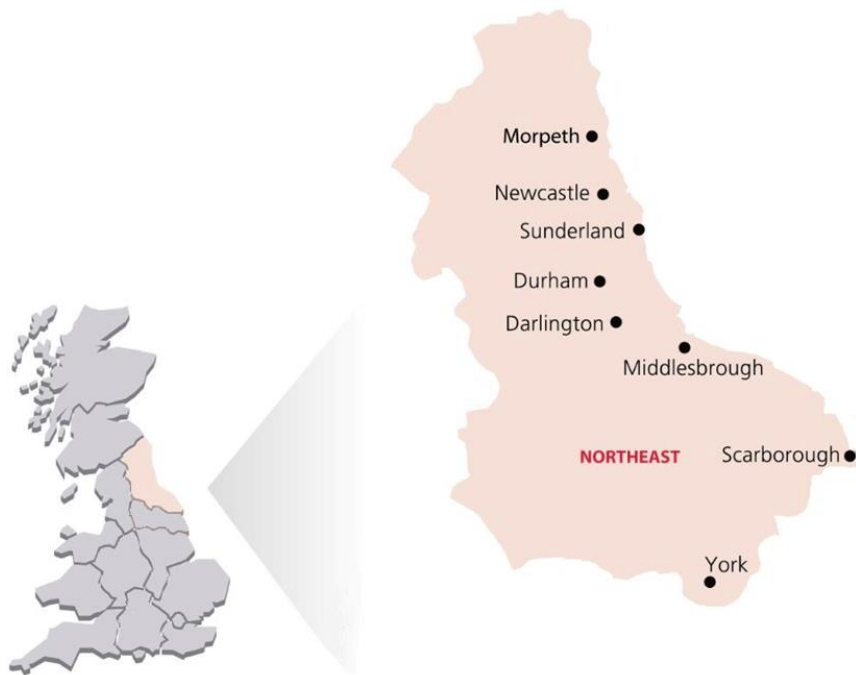 Morpeth
Newcastle
Sunderland
Durham
Darlington
Middlesbrough
NORTHEAST
Scarborough
York